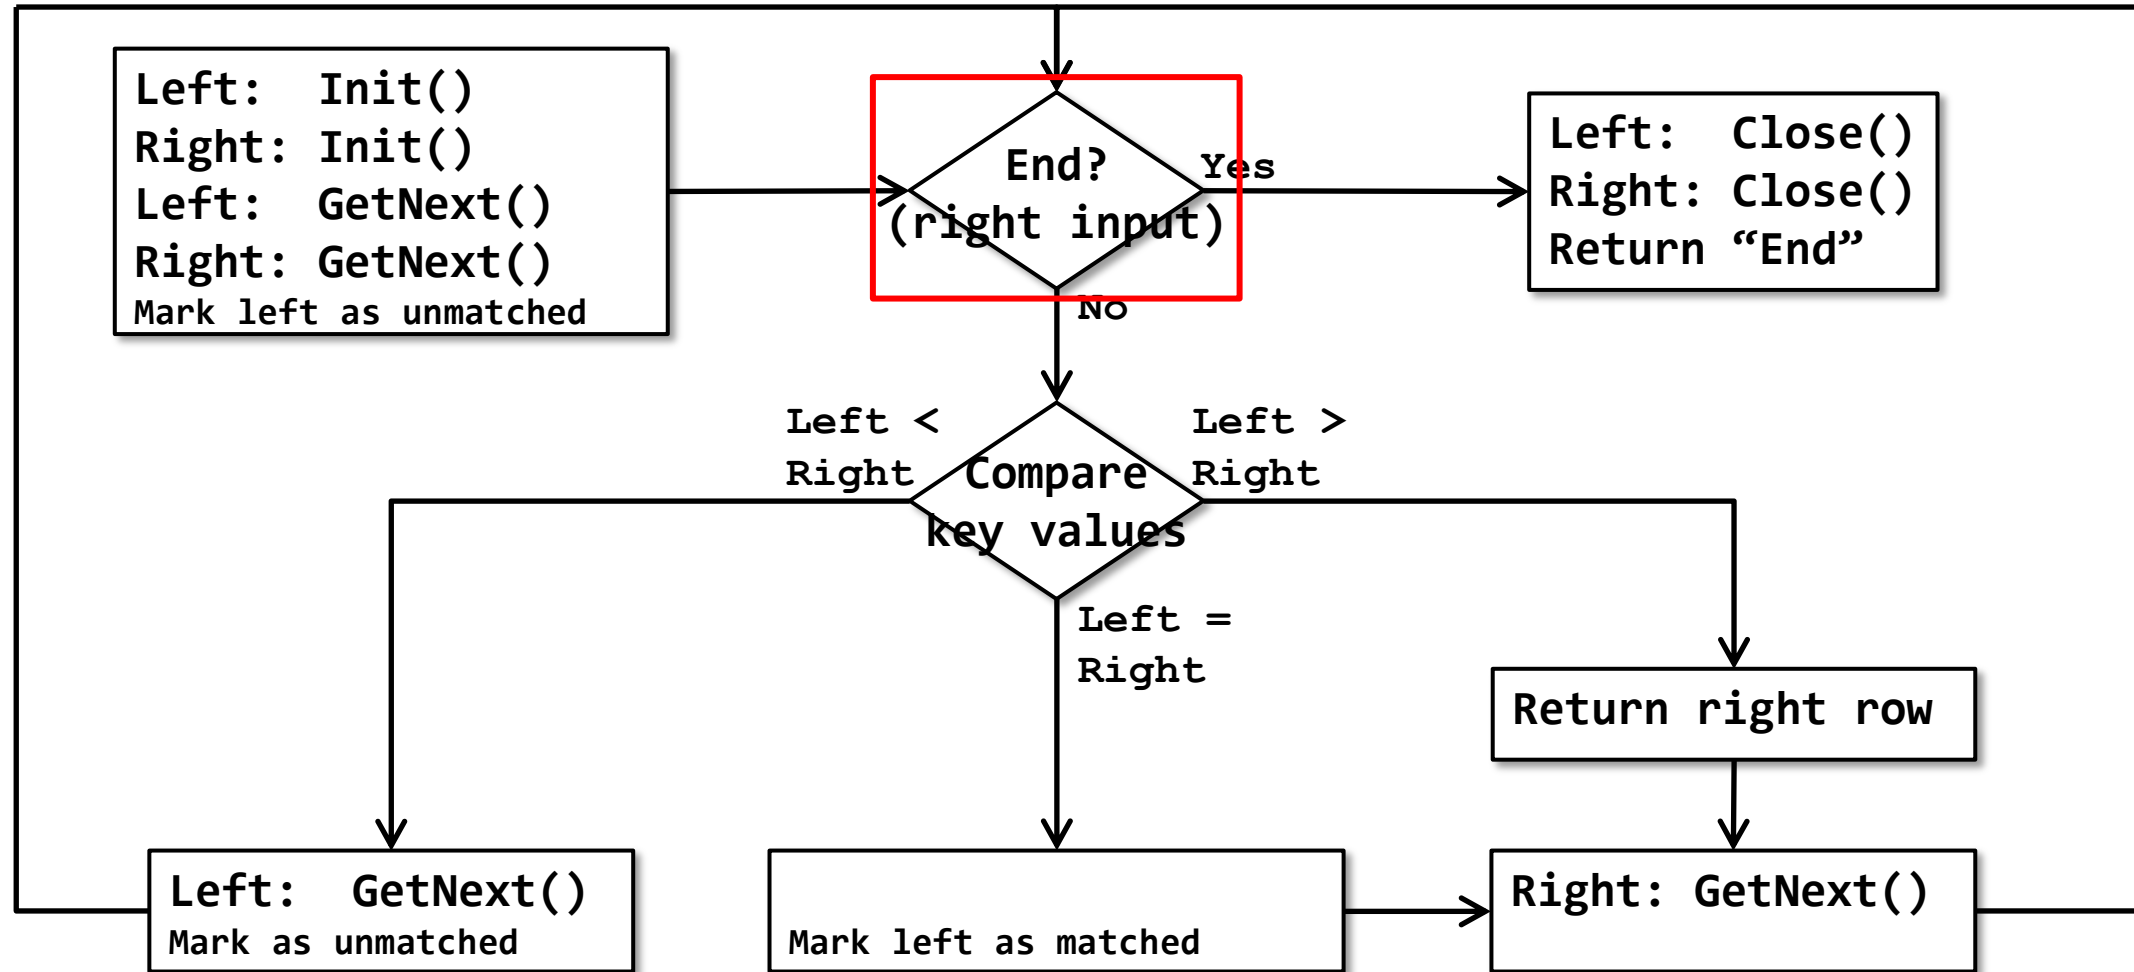 Left:  Init()
Right: Init()
Left:  GetNext()
Right: GetNext()
Mark left as unmatched
End?
(right input)
Yes
No
Left:  Close()
Right: Close()
Return “End”
Left <
Right
Compare
key values
Left >
Right
Left =
Right
Return right row
Left:  GetNext()
Mark as unmatched
Mark left as matched
Right: GetNext()